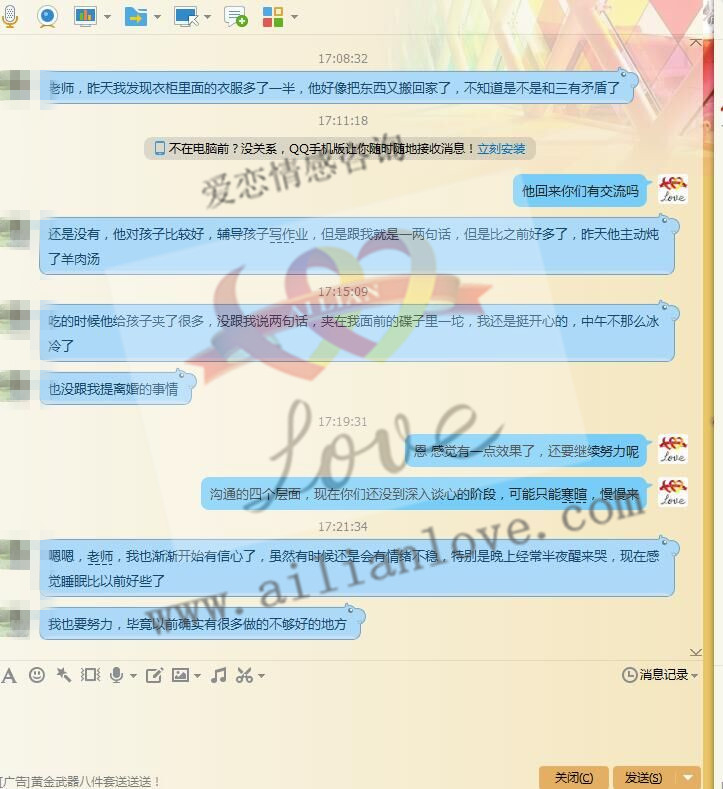 17:08:32
老师，昨天我发现衣柜里面的衣服多了一半，他好像把东西又搬回家了，不知道是不是和三有矛盾了
17:11:18
不在电脑前？没关系，QQ手机版让你随时随地接收消息！立刻安装
爱恋情感咨询
他回来你们有交流吗
love
还是没有，他对孩子比较好，辅导孩子写作业，但是跟我就是一两句话，但是比之前好多了，昨天他主动炖
了羊肉汤
17:15:09
AILIAN
吃的时候他给孩子夹了很多，没跟我说两句话，夹在我面前的碟子里一坨，我还是挺开心的，中午不那么冰
冷了
也没跟我提离婚的事情
17:19:31
Love
恩 感觉有一点效果了，还要继续努力呢
love
沟通的四个层面，现在你们还没到深入谈心的阶段，可能只能寒暄，慢慢来
love
17:21:34
www.ailianlove.com
嗯嗯，老师，我也渐渐开始有信心了，虽然有时候还是会有情绪不稳，特别是晚上经常半夜醒来哭，现在感
觉睡眠比以前好些了
我也要努力，毕竟以前确实有很多做的不够好的地方
消息记录
[广告]黄金武器八件套送送送！
关闭(C)
发送(S)